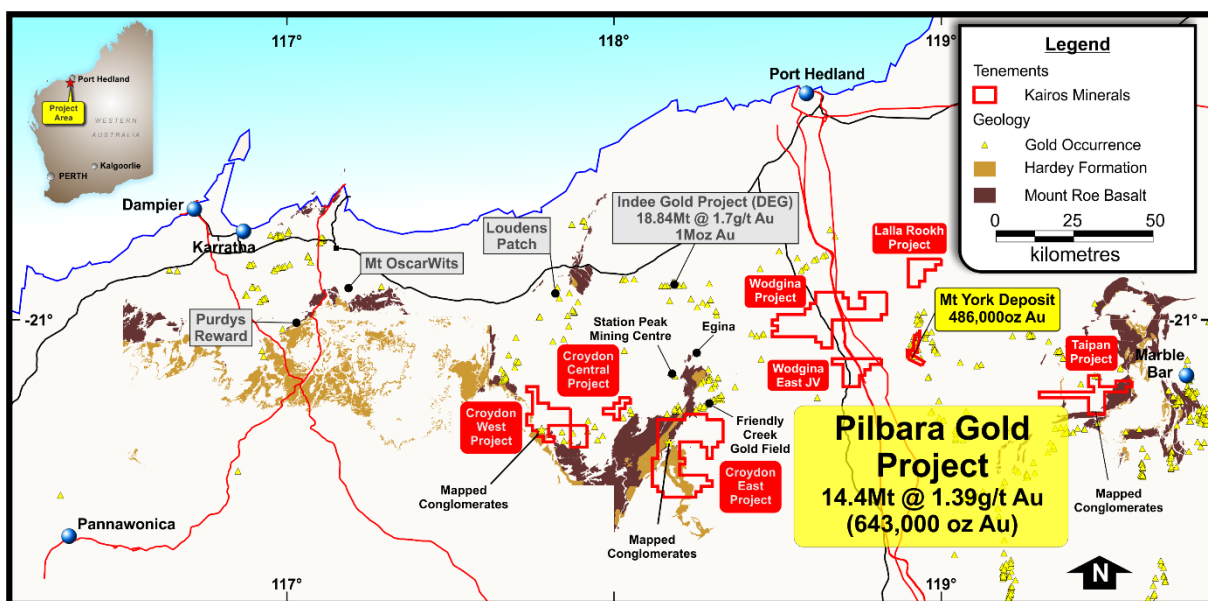 117°
118°
119°
Port Hedland
Project
Area
WESTERN
AUSTRALIA
Kalgoorlie
PERTH
Port Hedland
Legend
Tenements
Kairos Minerals
Geology
Gold Occurrence
Hardey Formation
Mount Roe Basalt
0 25 50
kilometres
Dampier
Karratha
Mt OscarWits
Purdys
Reward
Loudens
Patch
Indee Gold Project (DEG)
18.84Mt @ 1.7g/t Au
1Moz Au
Lalla Rookh
Project
Wodgina
Project
Mt York Deposit
486,000oz Au
-21°
-21°
Station Peak
Mining Centre
Egina
Taipan
Project
Marble
Bar
Croydon
Central
Project
Wodgina
East JV
Croydon
West
Project
Friendly
Creek
Gold Field
Croydon
East
Project
Mapped
Conglomerates
Mapped
Conglomerates
Mapped
Conglomerates
Pilbara Gold
Project
14.4Mt @ 1.39g/t Au
(643,000 oz Au)
Pannawonica
117°
118°
119°
N